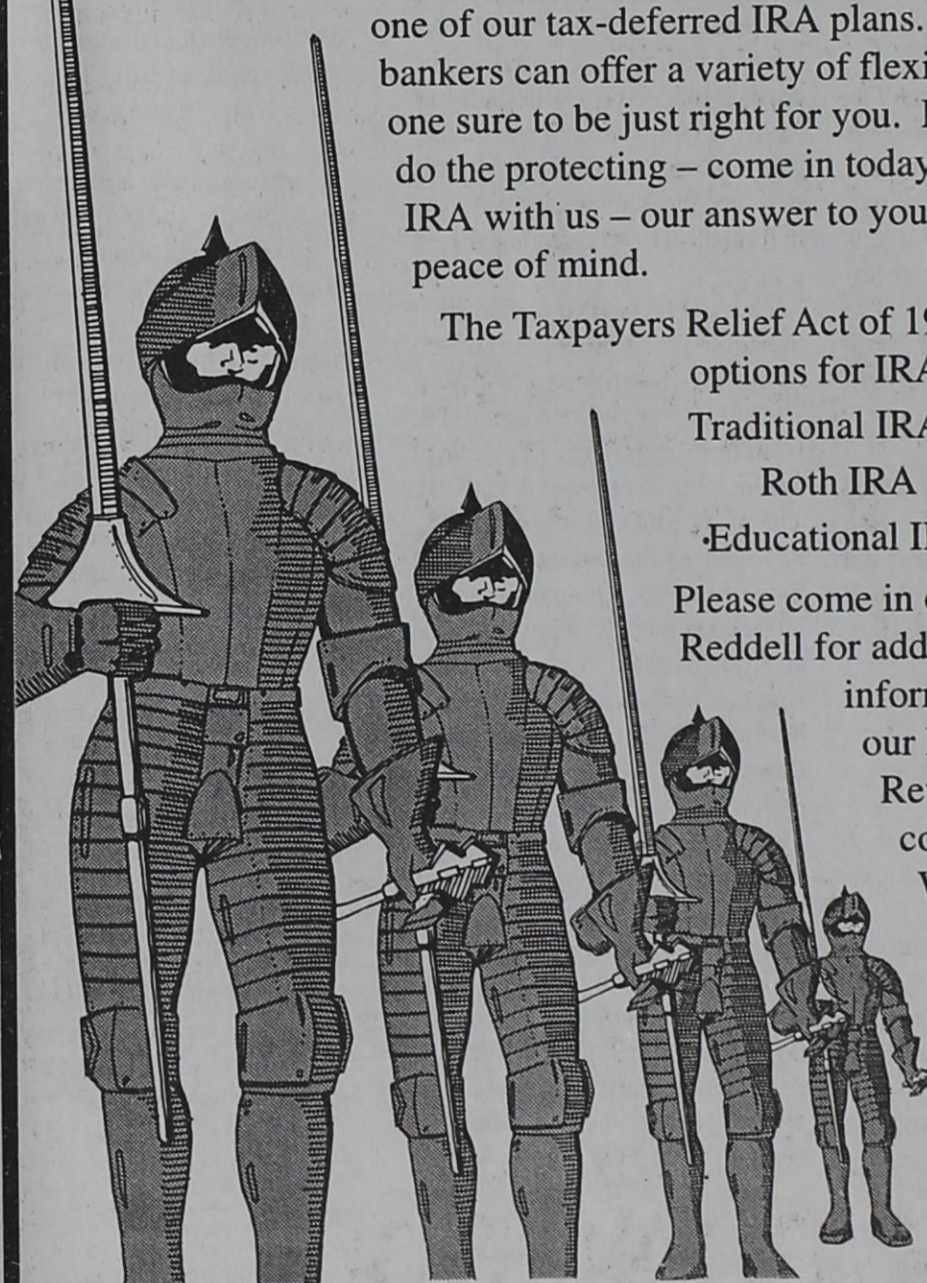 one of our tax-deferred IRA plans.
bankers can offer a variety of flexi
one sure to be just right for you.
do the protecting – come in today
IRA with us – our answer to you
peace of mind.
The Taxpayers Relief Act of 19
options for IRA
Traditional IRA
Roth IRA
•Educational I
Please come in
Reddell for add
infor
our
Re
co